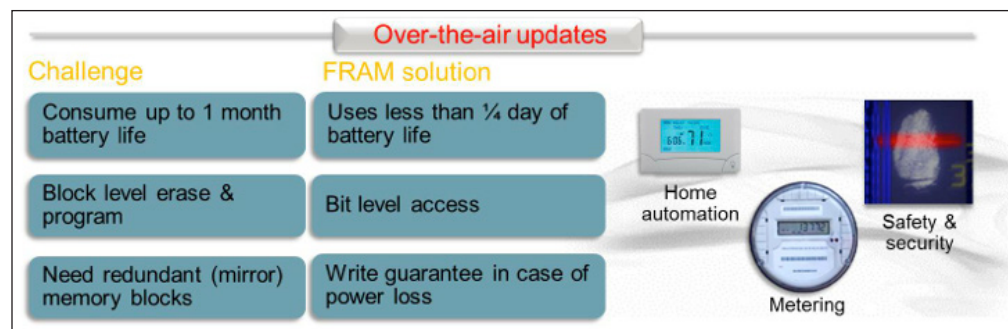 Over-the-air updates
Challenge
FRAM solution
Consume up to 1 month
battery life
Uses less than ¼ day of
battery life
Block level erase &
program
Bit level access
Need redundant (mirror)
memory blocks
Write guarantee in case of
power loss
71
Home
automation
Metering
Safety &
security